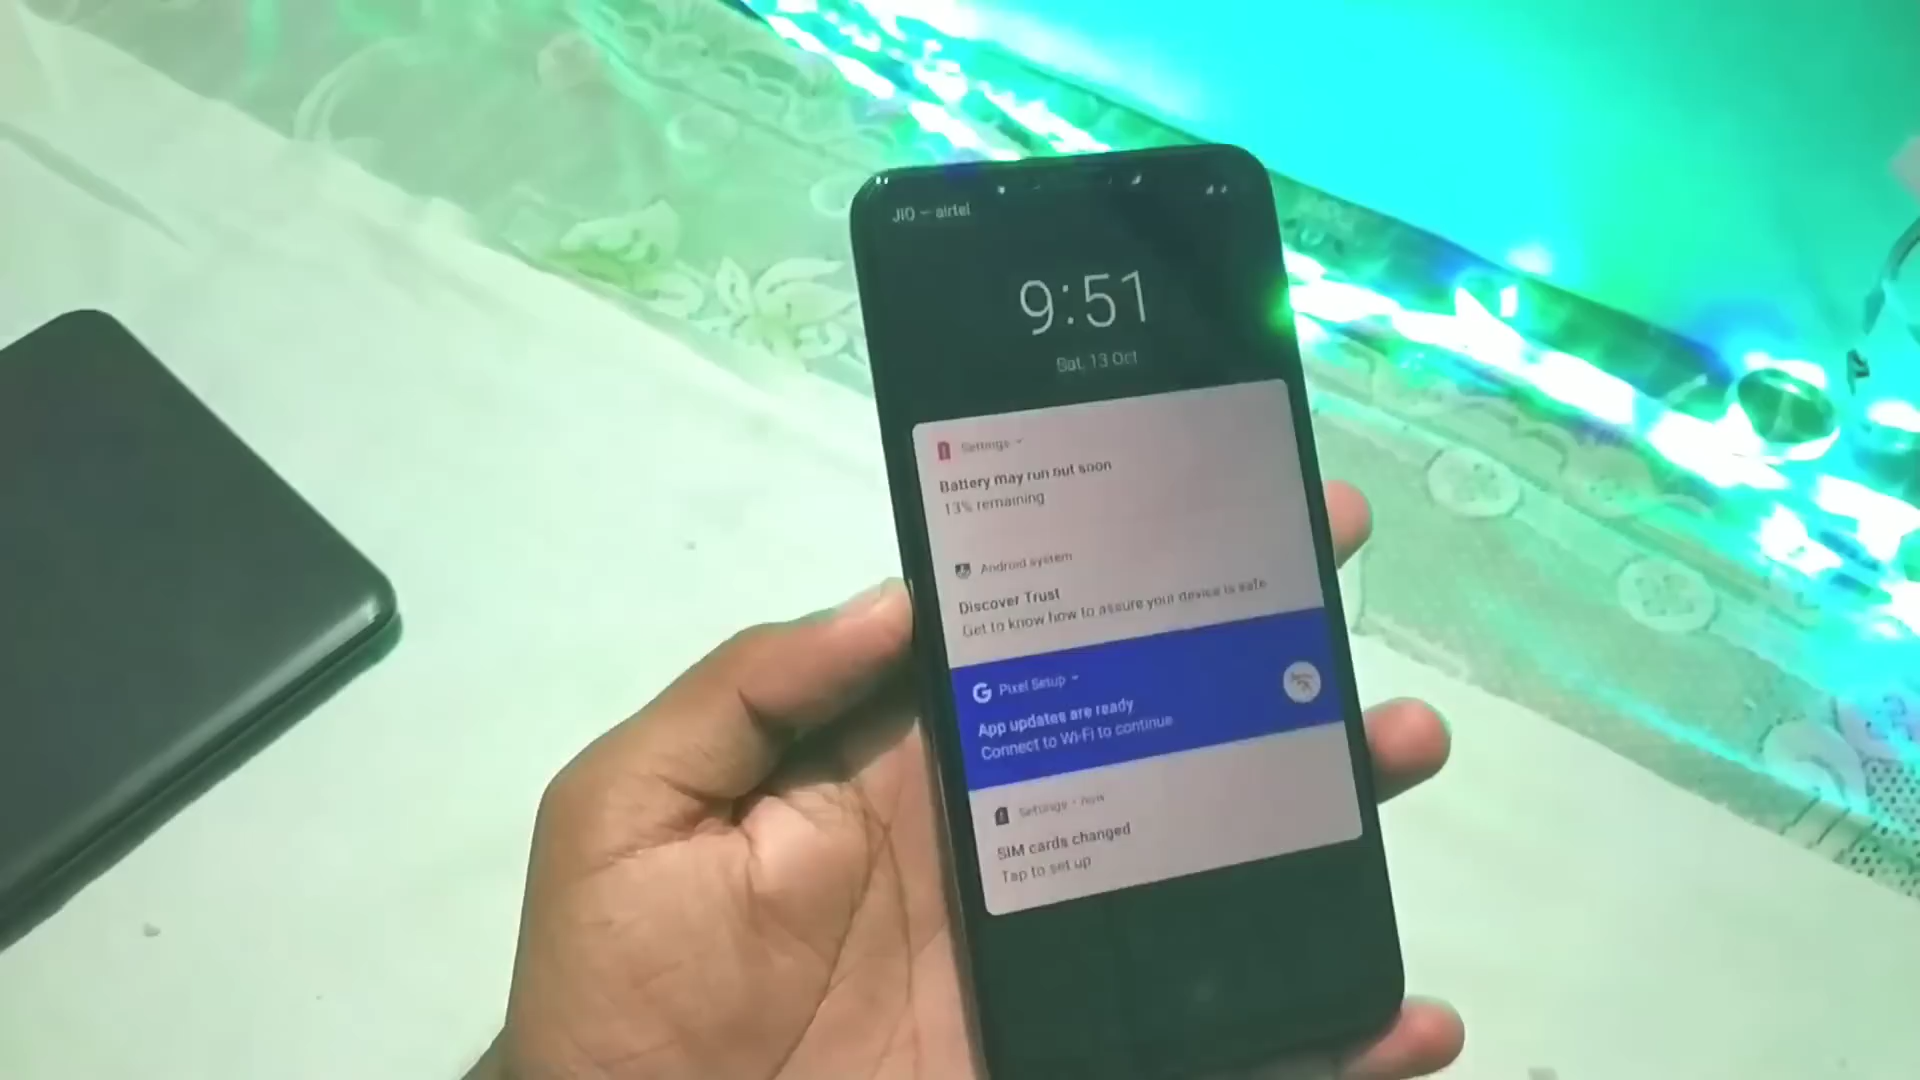 JIO — airtel
9:51
Sat, 13 Oct
Settings
Battery may run out soon
13% remaining
Android system
Discover Trust
Get to know how to assure your device is safe
G Pixel Setup
App updates are ready
Connect to Wi-Fi to continue
Settings • now
SIM cards changed
Tap to set up